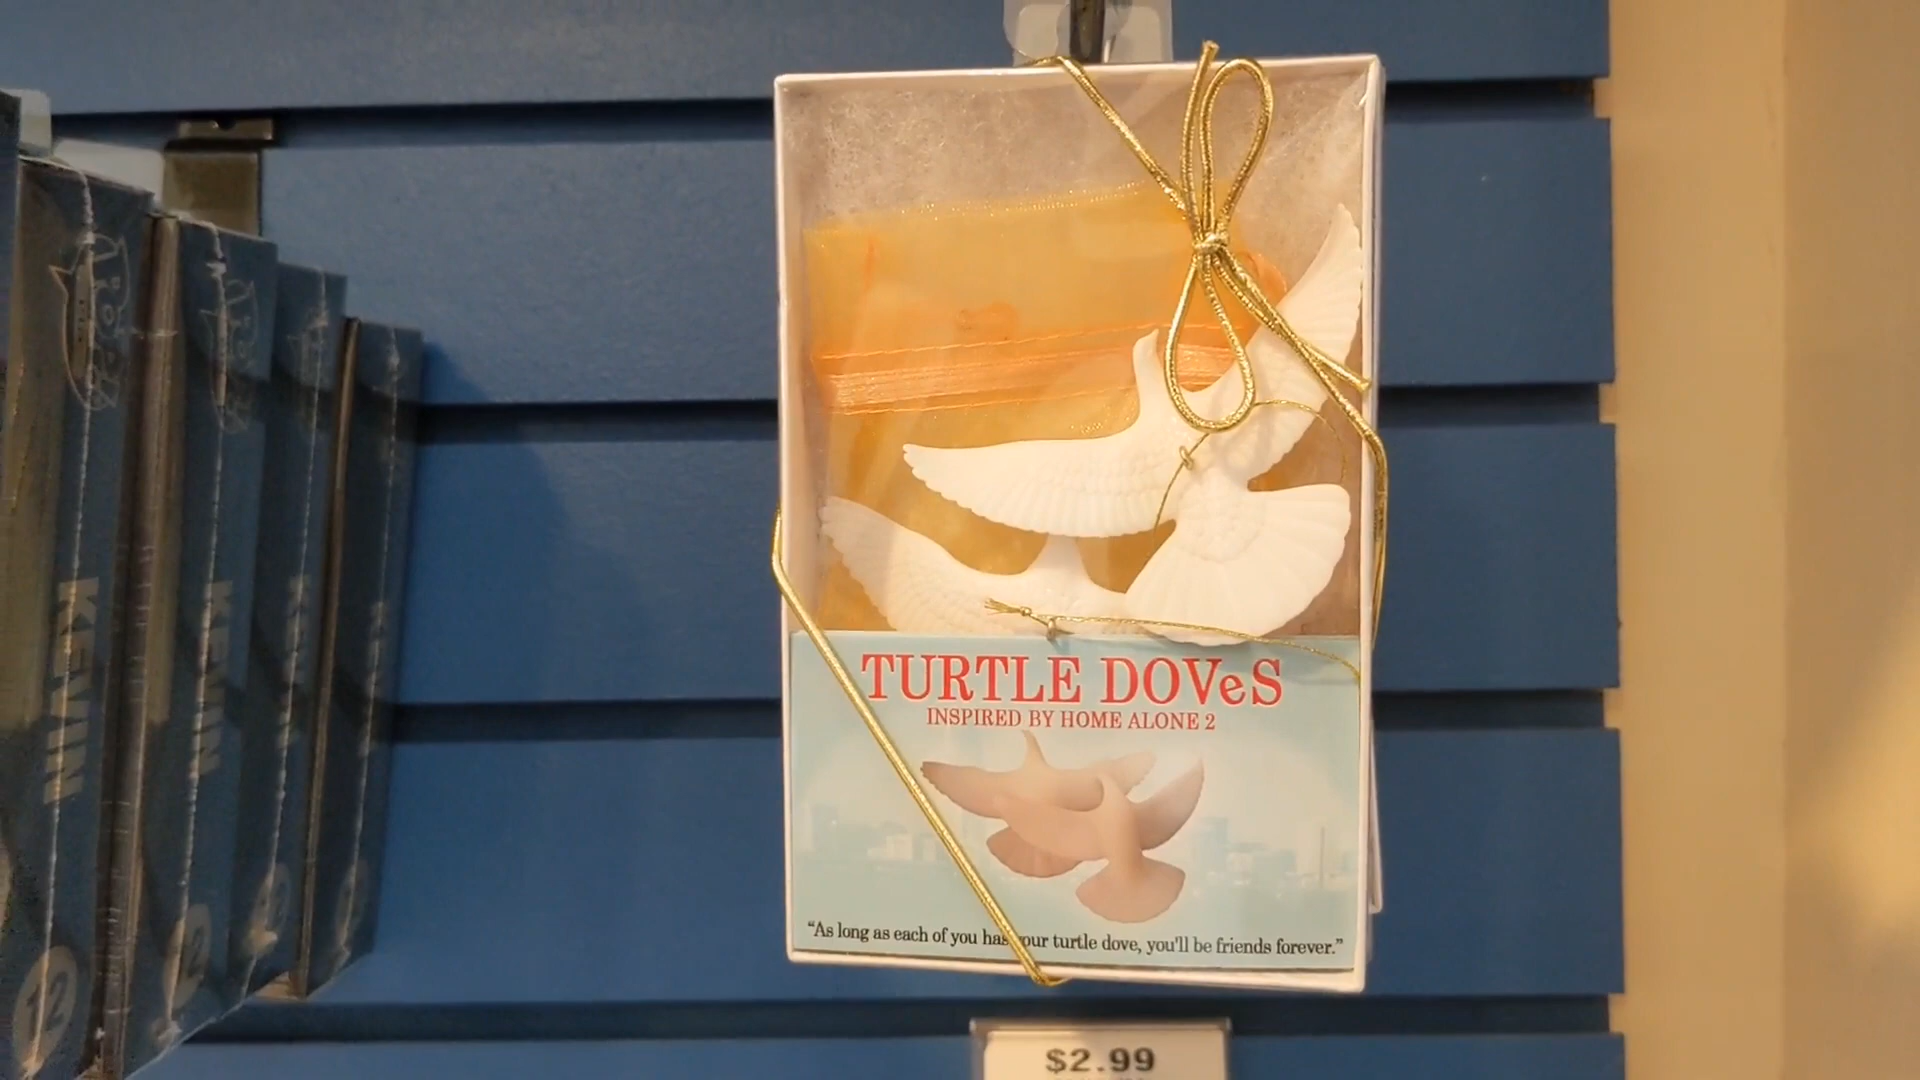 KEVIN
12
KEVIN
12
TURTLE DOVeS
INSPIRED BY HOME ALONE 2
"As long as each of you has your turtle dove, you'll be friends forever."
$2.99